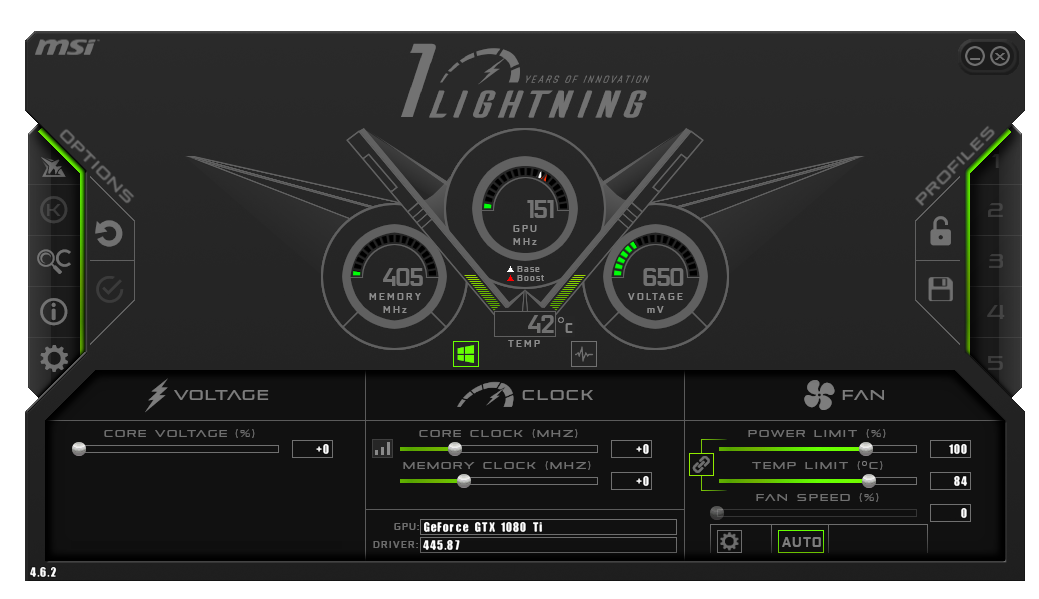 msi
1
YEARS OF INNOVATION
LIGHTNING
OPTIONS
PROFILES
K
C
i
1
2
3
4
5
151
GPU
MHz
Base
Boost
405
MEMORY
MHz
650
VOLTAGE
mV
42°C
TEMP
VOLTAGE
CORE VOLTAGE (%)
+0
CLOCK
CORE CLOCK (MHZ)
+0
MEMORY CLOCK (MHZ)
+0
GPU: GeForce GTX 1080 Ti
DRIVER: 445.87
FAN
POWER LIMIT (%)
100
TEMP LIMIT (°C)
84
FAN SPEED (%)
0
AUTO
4.6.2